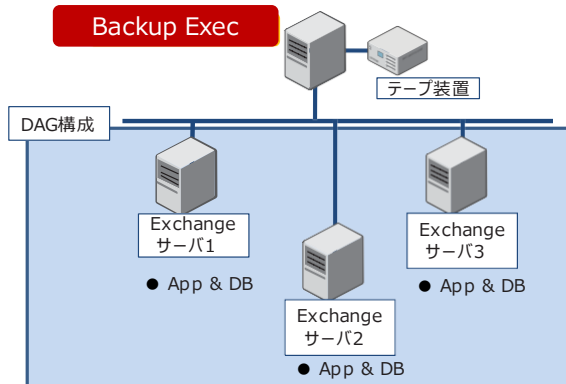 Backup Exec
テープ装置
DAG構成
Exchange
サーバ1
● App & DB
Exchange
サーバ2
● App & DB
Exchange
サーバ3
● App & DB